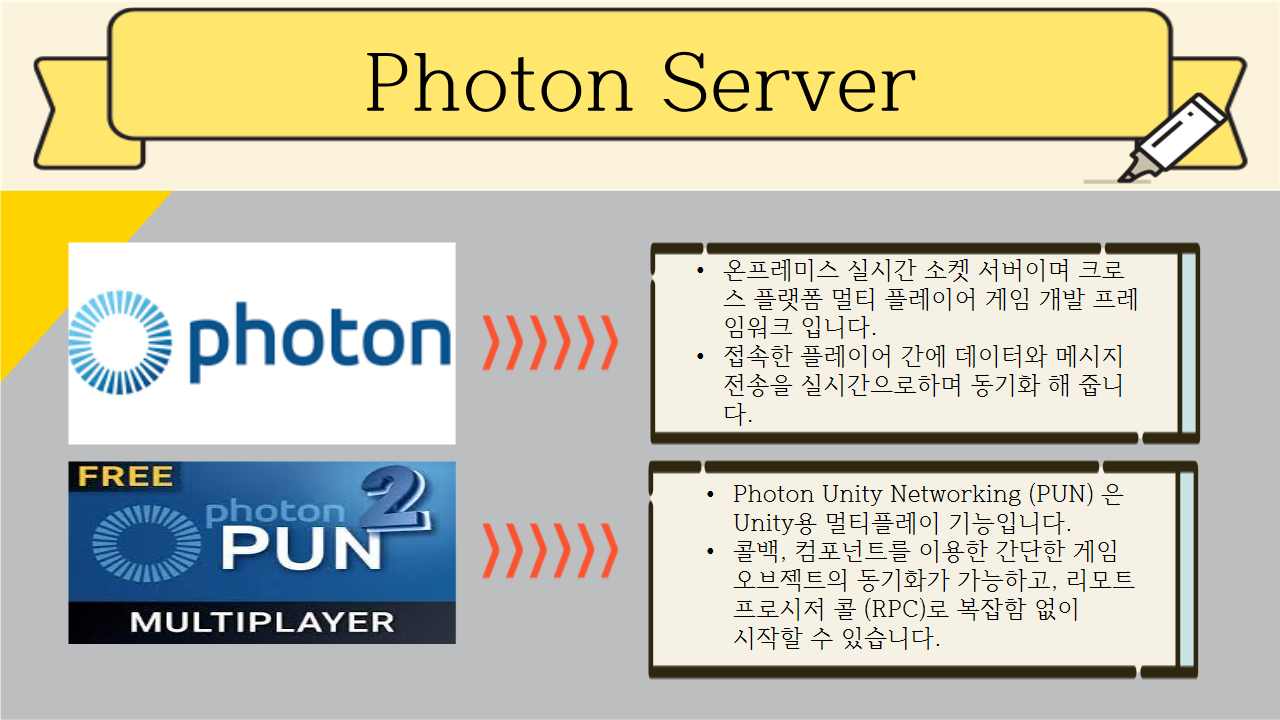 Photon Server
photon
• 온프레미스 실시간 소켓 서버이며 크로
스 플랫폼 멀티 플레이어 게임 개발 프레
임워크 입니다.
• 접속한 플레이어 간에 데이터와 메시지
전송을 실시간으로하며 동기화 해 줍니
다.
FREE
photon
PUN 2
MULTIPLAYER
• Photon Unity Networking (PUN) 은
Unity용 멀티플레이 기능입니다.
• 콜백, 컴포넌트를 이용한 간단한 게임
오브젝트의 동기화가 가능하고, 리모트
프로시저 콜 (RPC)로 복잡함 없이
시작할 수 있습니다.